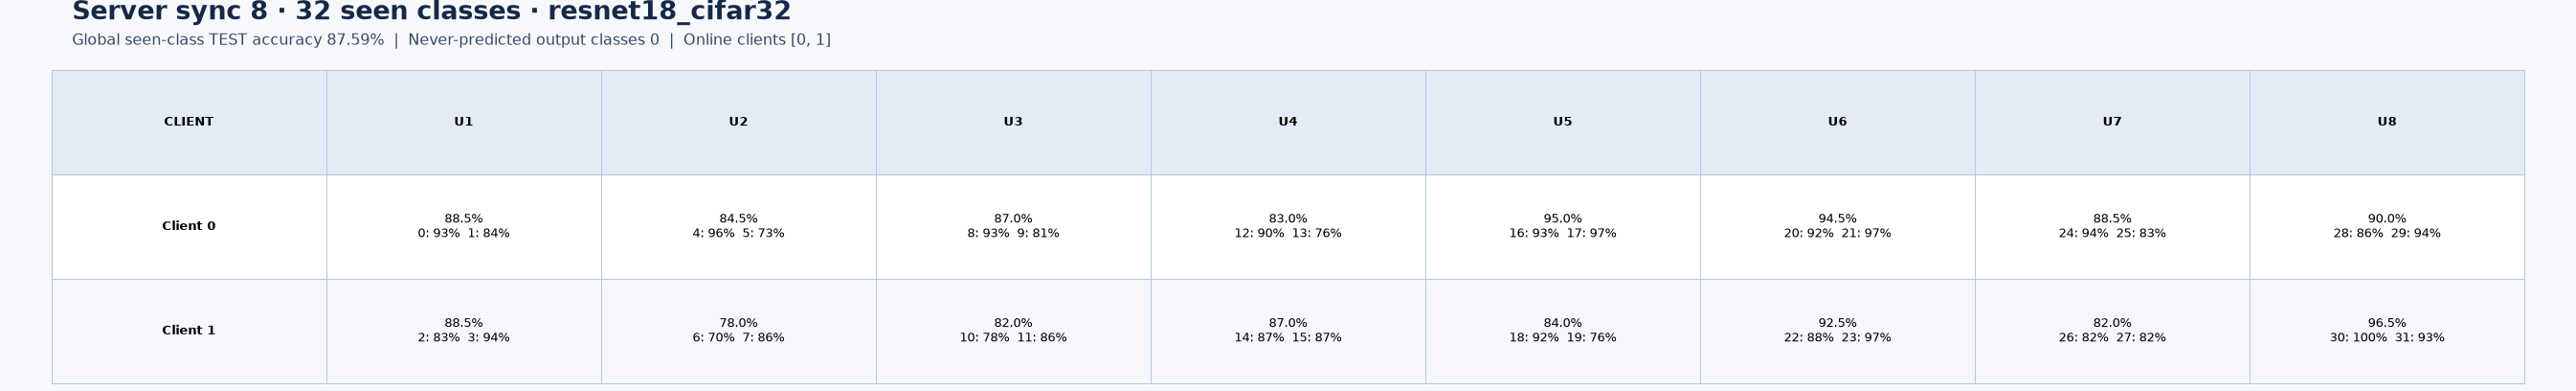 Server sync 8 · 32 seen classes · resnet18_cifar32
Global seen-class TEST accuracy 87.59% | Never-predicted output classes 0 | Online clients [0, 1]
CLIENT U1 U2 U3 U4 U5 U6 U7 U8
Client 0
88.5%
0: 93% 1: 84%
84.5%
4: 96% 5: 73%
87.0%
8: 93% 9: 81%
83.0%
12: 90% 13: 76%
95.0%
16: 93% 17: 97%
94.5%
20: 92% 21: 97%
88.5%
24: 94% 25: 83%
90.0%
28: 86% 29: 94%
Client 1
88.5%
2: 83% 3: 94%
78.0%
6: 70% 7: 86%
82.0%
10: 78% 11: 86%
87.0%
14: 87% 15: 87%
84.0%
18: 92% 19: 76%
92.5%
22: 88% 23: 97%
82.0%
26: 82% 27: 82%
96.5%
30: 100% 31: 93%